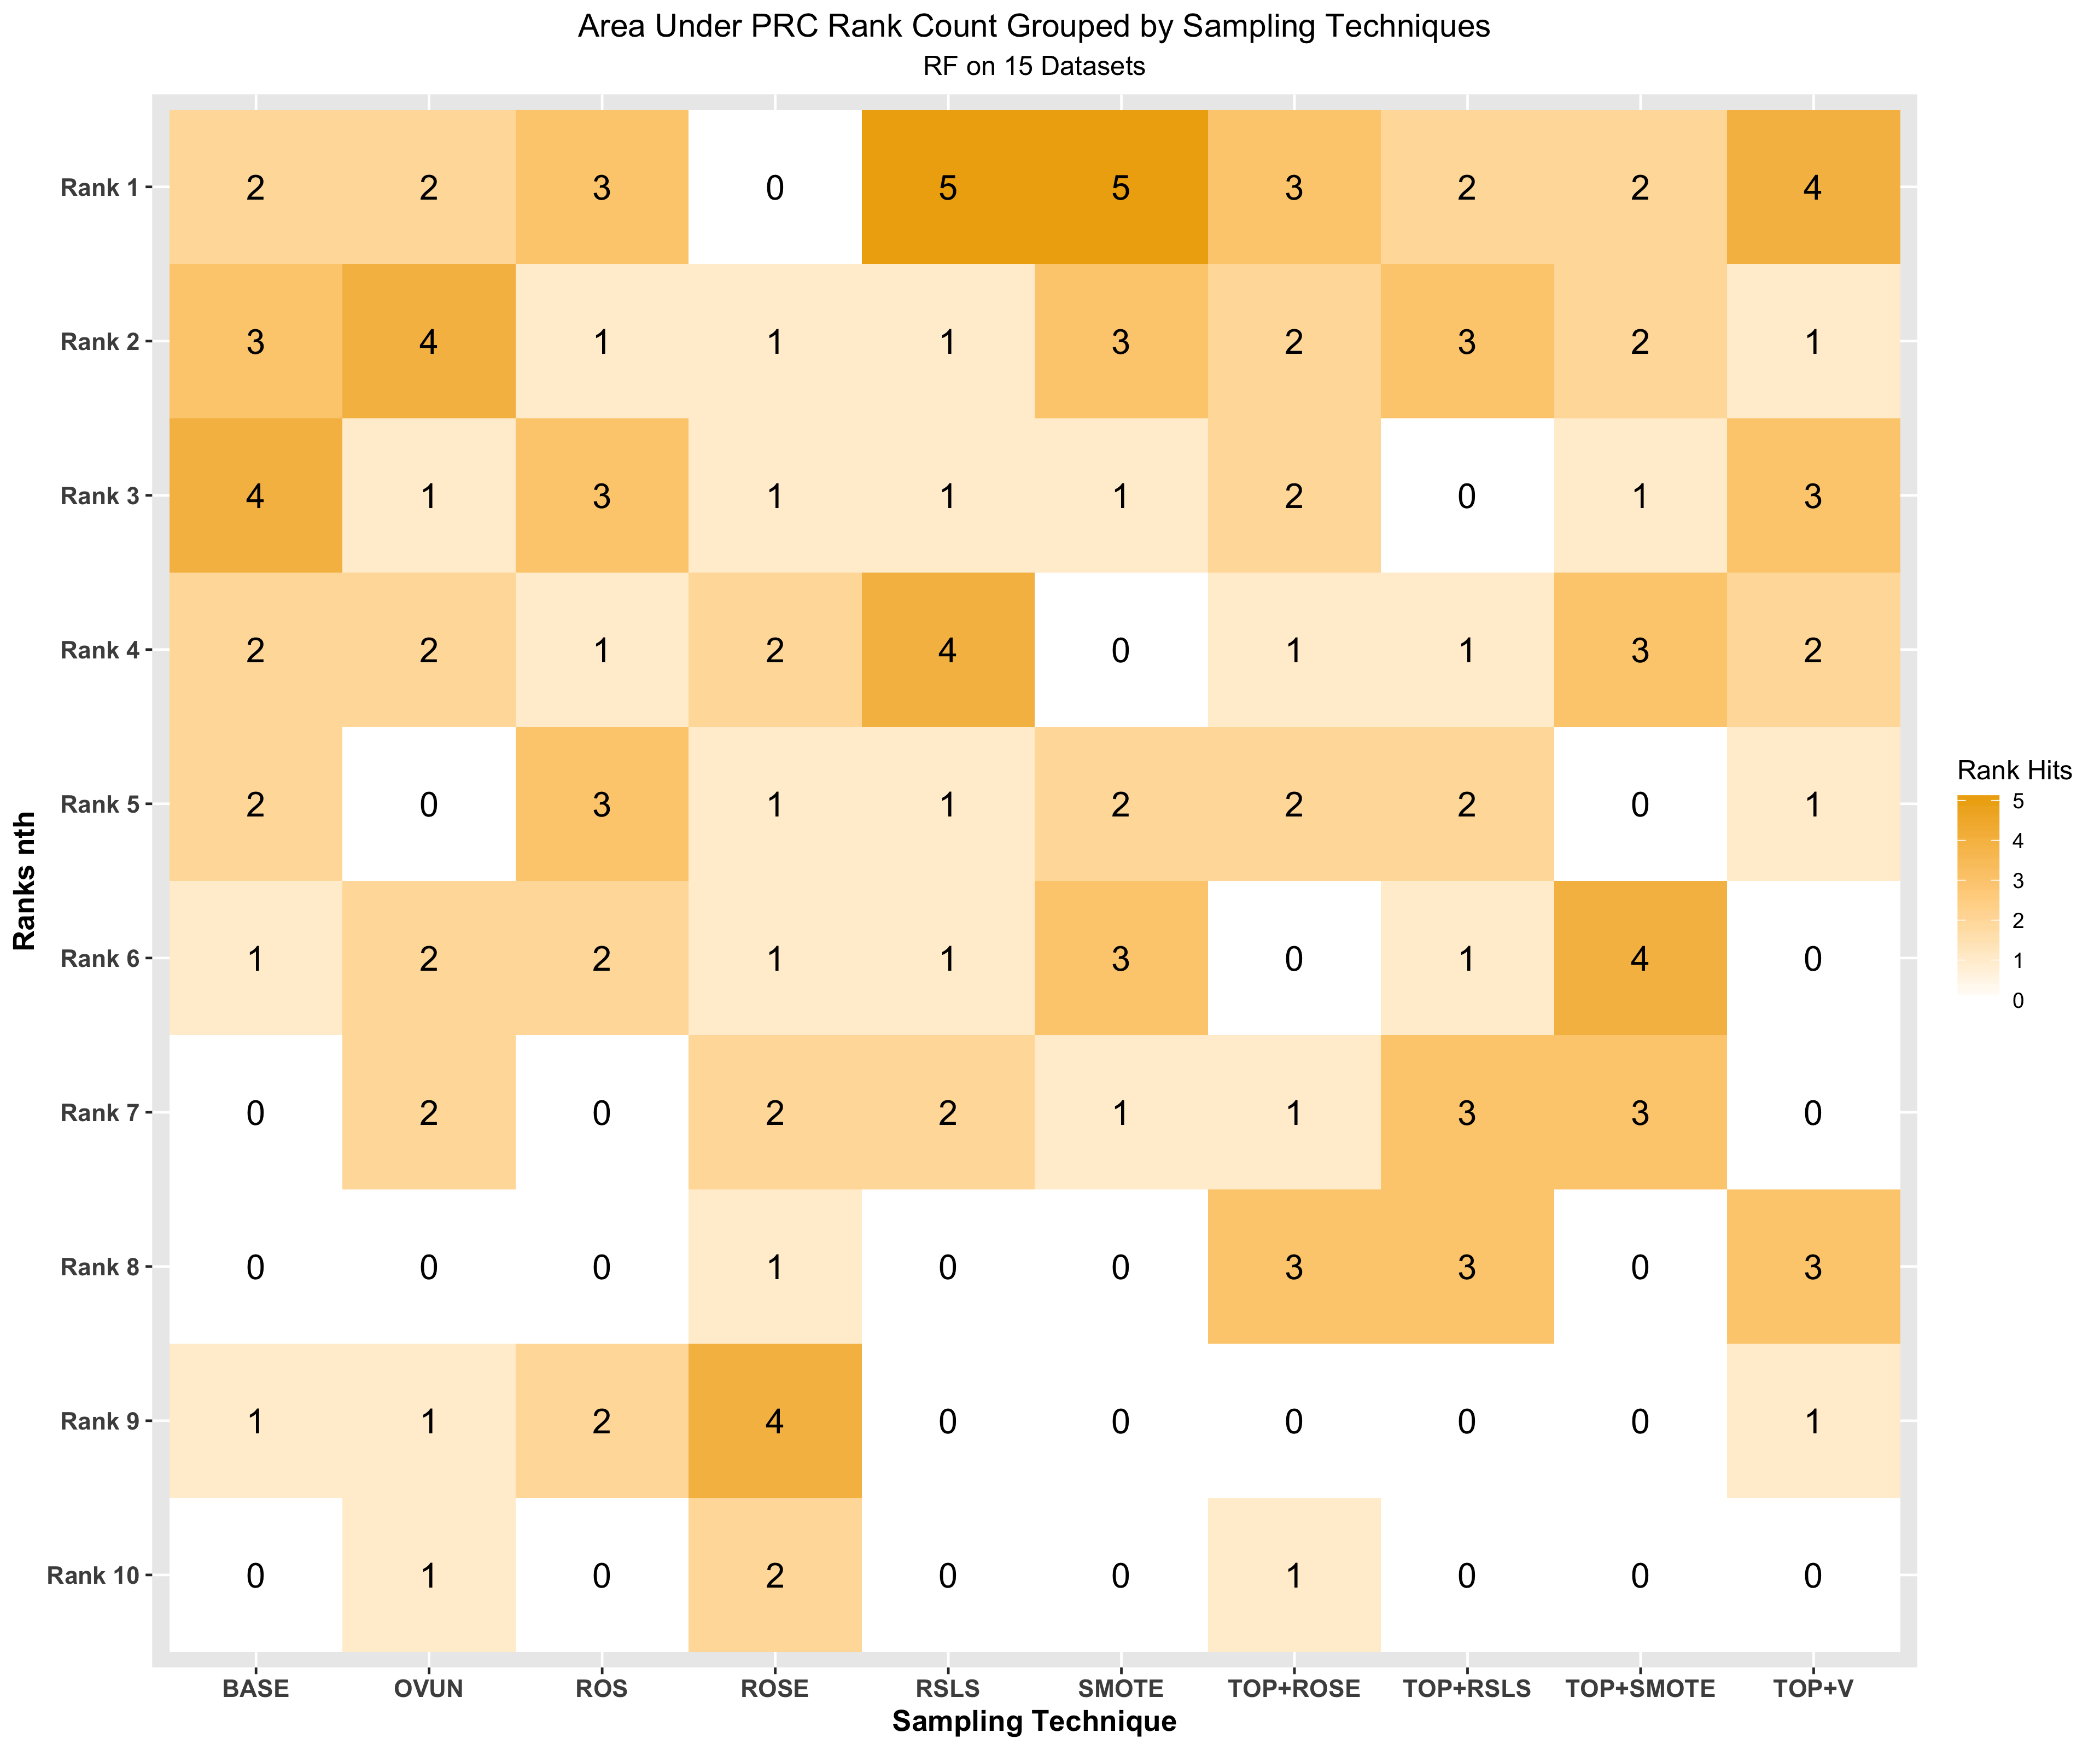 Area Under PRC Rank Count Grouped by Sampling Techniques
RF on 15 Datasets
Rank 1 2 2 3 0 5 5 3 2 2 4
Rank 2 3 4 1 1 1 3 2 3 2 1
Rank 3 4 1 3 1 1 1 2 0 1 3
Rank 4 2 2 1 2 4 0 1 1 3 2
Rank 5 2 0 3 1 1 2 2 2 0 1
Rank 6 1 2 2 1 1 3 0 1 4 0
Rank 7 0 2 0 2 2 1 1 3 3 0
Rank 8 0 0 0 1 0 0 3 3 0 3
Rank 9 1 1 2 4 0 0 0 0 0 1
Rank 10 0 1 0 2 0 0 1 0 0 0
BASE OVUN ROS ROSE RSLS SMOTE TOP+ROSE TOP+RSLS TOP+SMOTE TOP+V
Sampling Technique
Ranks nth
Rank Hits
5
4
3
2
1
0